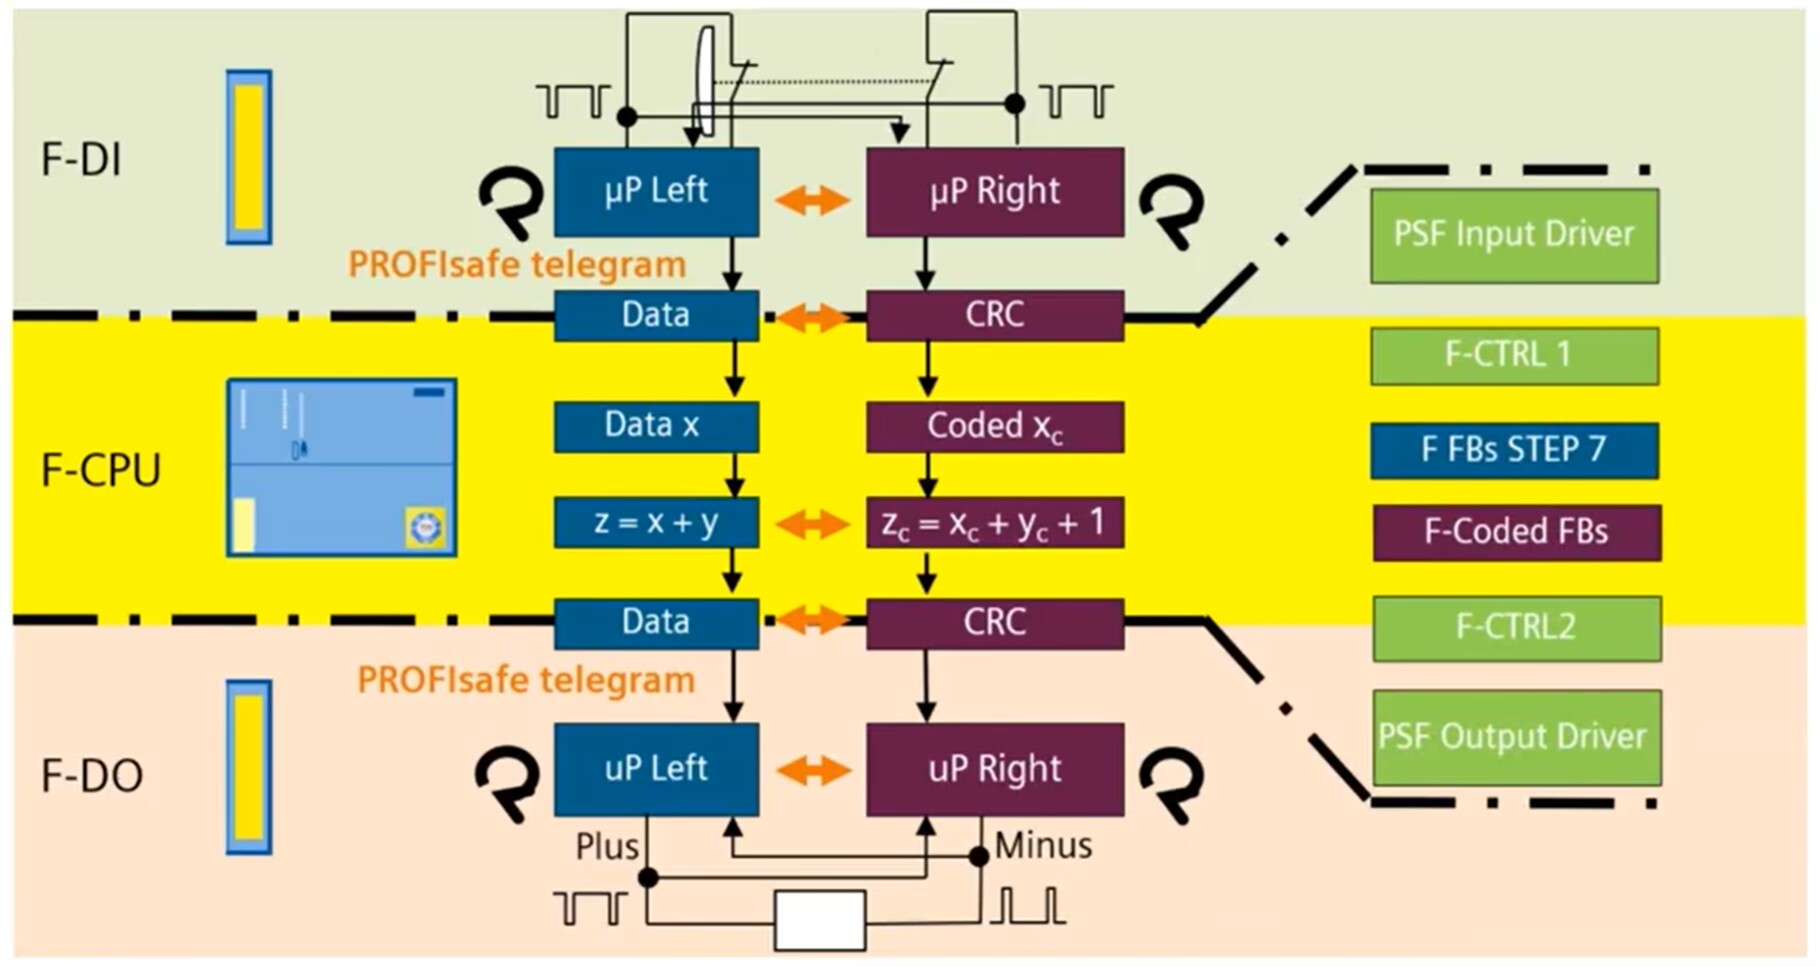 F-DI
µP Left
µP Right
PSF Input Driver
PROFIsafe telegram
Data
CRC
F-CTRL 1
F-CPU
Data x
Coded xc
F FBs STEP 7
z = x + y
zc = xc + yc + 1
F-Coded FBs
Data
CRC
F-CTRL2
PROFIsafe telegram
F-DO
uP Left
uP Right
PSF Output Driver
Plus
Minus